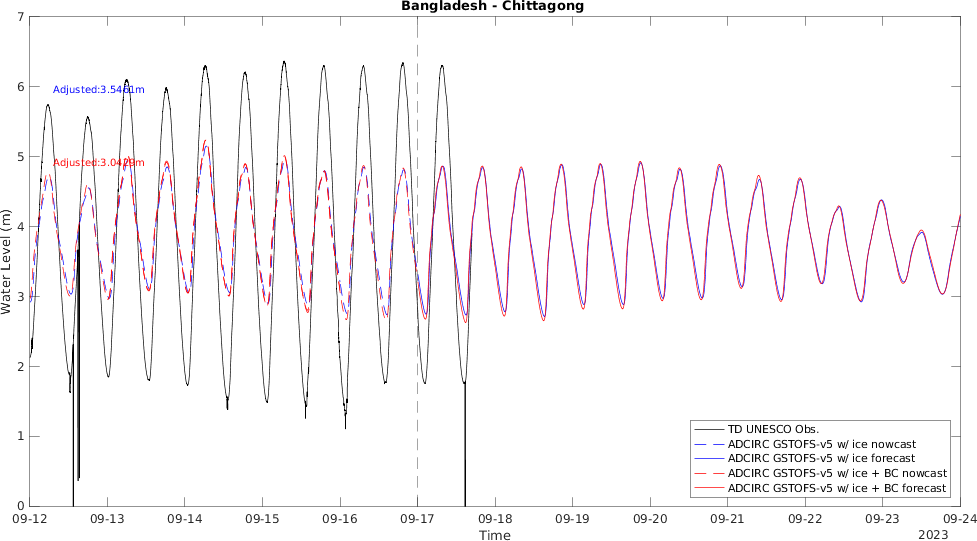 Bangladesh - Chittagong
7
6
5
4
3
2
1
0
Water Level (m)
Adjusted:3.5461m
Adjusted:3.0429m
TD UNESCO Obs.
ADCIRC GSTOFS-v5 w/ ice nowcast
ADCIRC GSTOFS-v5 w/ ice forecast
ADCIRC GSTOFS-v5 w/ ice + BC nowcast
ADCIRC GSTOFS-v5 w/ ice + BC forecast
09-12 09-13 09-14 09-15 09-16 09-17 09-18 09-19 09-20 09-21 09-22 09-23 09-24
Time
2023